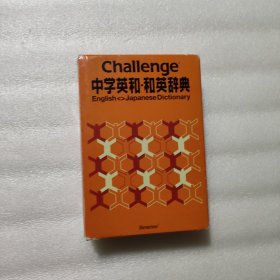 Challenge
中学英和・和英辞典
English<>Japanese Dictionary
Benesse